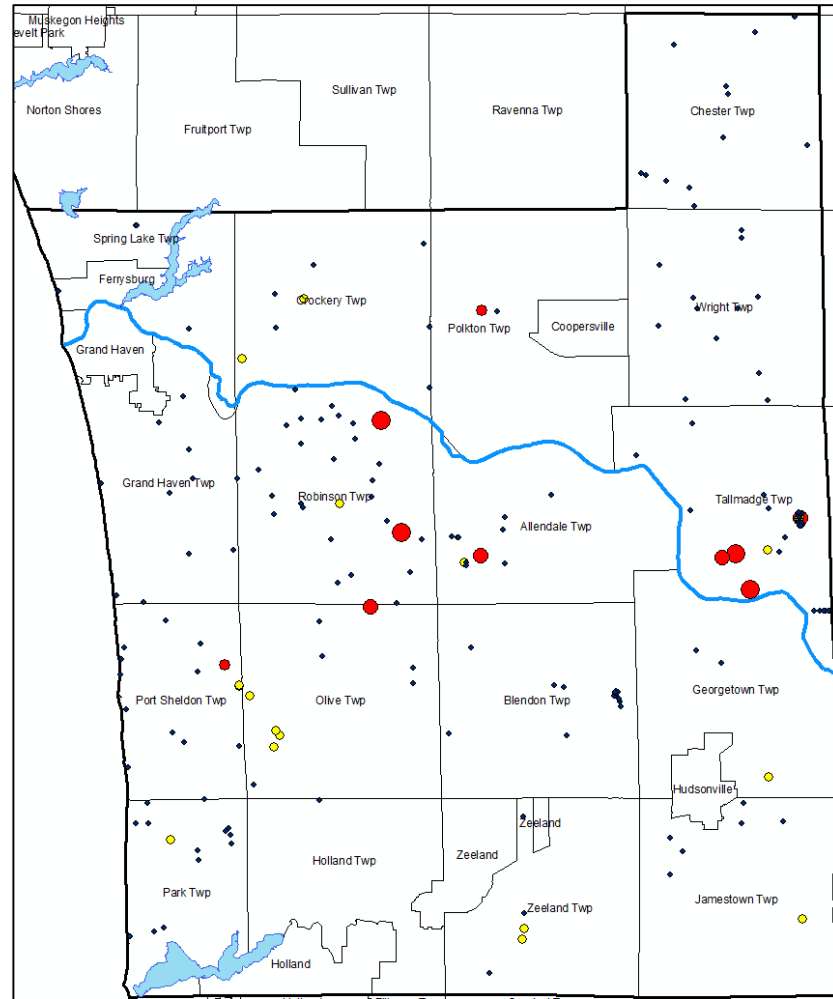 Muskegon Heights
evelt Park
Sullivan Twp
Norton Shores
Ravenna Twp
Chester Twp
Fruitport Twp
Spring Lake Twp
Ferrysburg
Crockery Twp
Wright Twp
Polkton Twp
Coopersville
Grand Haven
Grand Haven Twp
Robinson Twp
Tallmadge Twp
Allendale Twp
Port Sheldon Twp
Olive Twp
Blendon Twp
Georgetown Twp
Hudsonville
Zeeland
Zeeland
Holland Twp
Park Twp
Zeeland Twp
Jamestown Twp
Holland